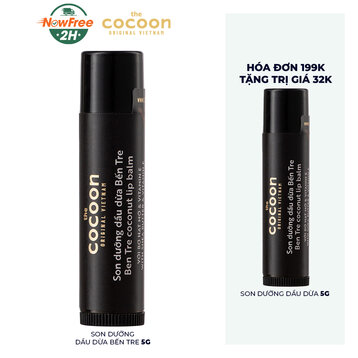 NowFree
2H
the
cocoon
ORIGINAL VIETNAM
HÓA ĐƠN 199K
TẶNG TRỊ GIÁ 32K
the
cocoon
ORIGINAL VIETNAM
Son dưỡng dầu dừa Bến Tre
Ben Tre coconut lip balm
the
cocoon
ORIGINAL VIETNAM
Son dưỡng dầu dừa Bến Tre
Ben Tre coconut lip balm
SON DƯỠNG
DẦU DỪA BẾN TRE 5G
SON DƯỠNG DẦU DỪA 5G